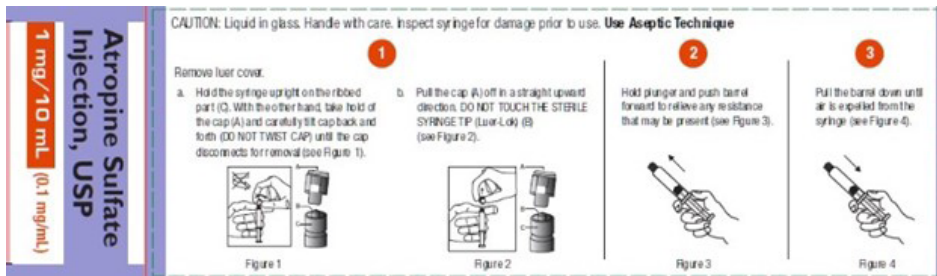 Atropine Sulfate
Injection, USP
1 mg/10 mL (0.1 mg/mL)
CAUTION: Liquid in glass. Handle with care. Inspect syringe for damage prior to use. Use Aseptic Technique
1
Remove luer cover.
a. Hold the syringe upright on the ribbed
part (C). With the other hand, take hold of
the cap (A) and carefully tilt cap back and
forth (DO NOT TWIST CAP) until the cap
disconnects for removal (see Figure 1).
A
B
C
Figure 1
b. Pull the cap (A) off in a straight upward
direction. DO NOT TOUCH THE STERILE
SYRINGE TIP (Luer-Lok) (B)
(see Figure 2).
A
B
C
Figure 2
2
Hold plunger and push barrel
forward to relieve any resistance
that may be present (see Figure 3).
Figure 3
3
Pull the barrel down until
air is expelled from the
syringe (see Figure 4).
Figure 4